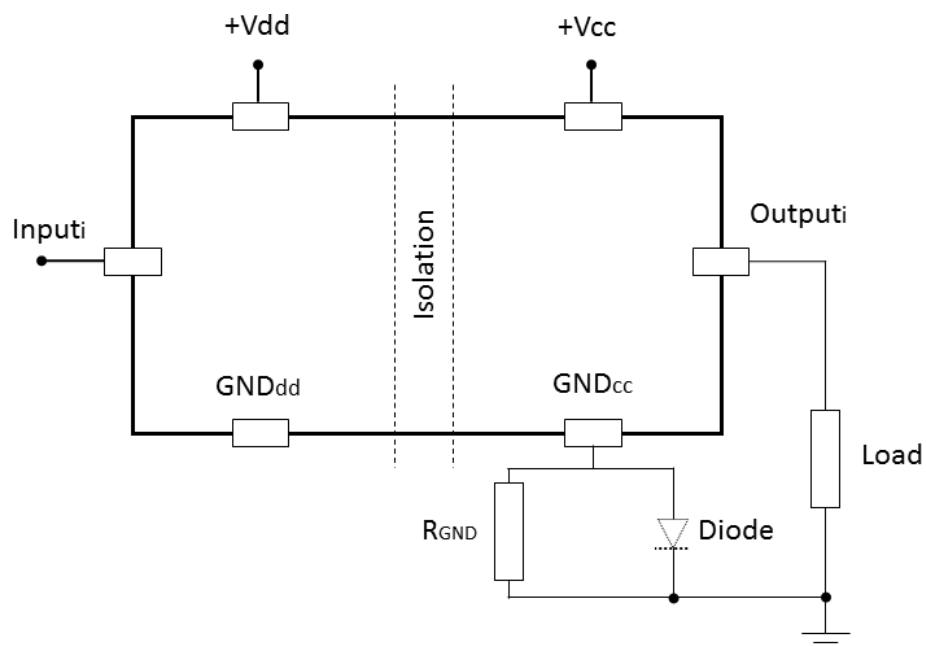 +Vdd
+Vcc
Inputi
Outputi
Isolation
GNDdd
GNDcc
Load
RGND
Diode